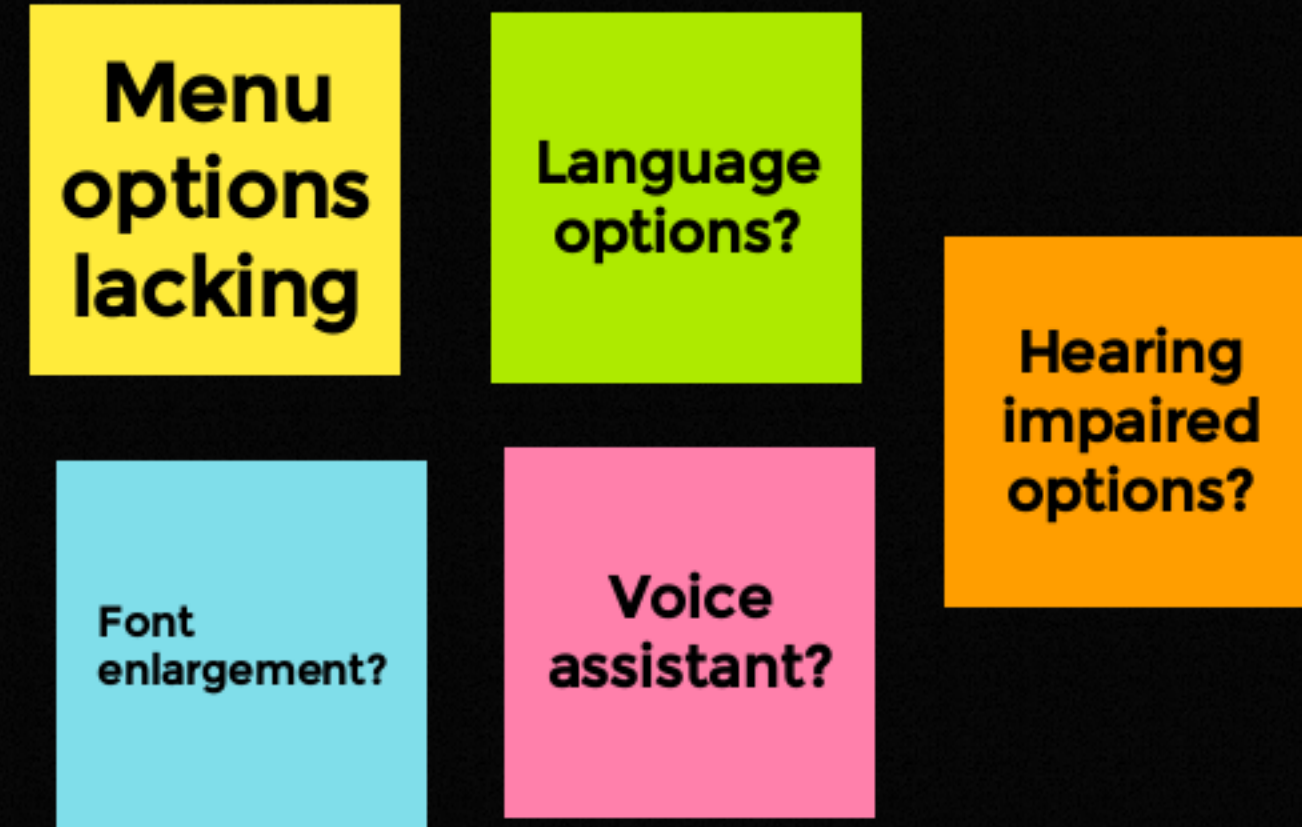 Menu
options
lacking
Language
options?
Hearing
impaired
options?
Font
enlargement?
Voice
assistant?